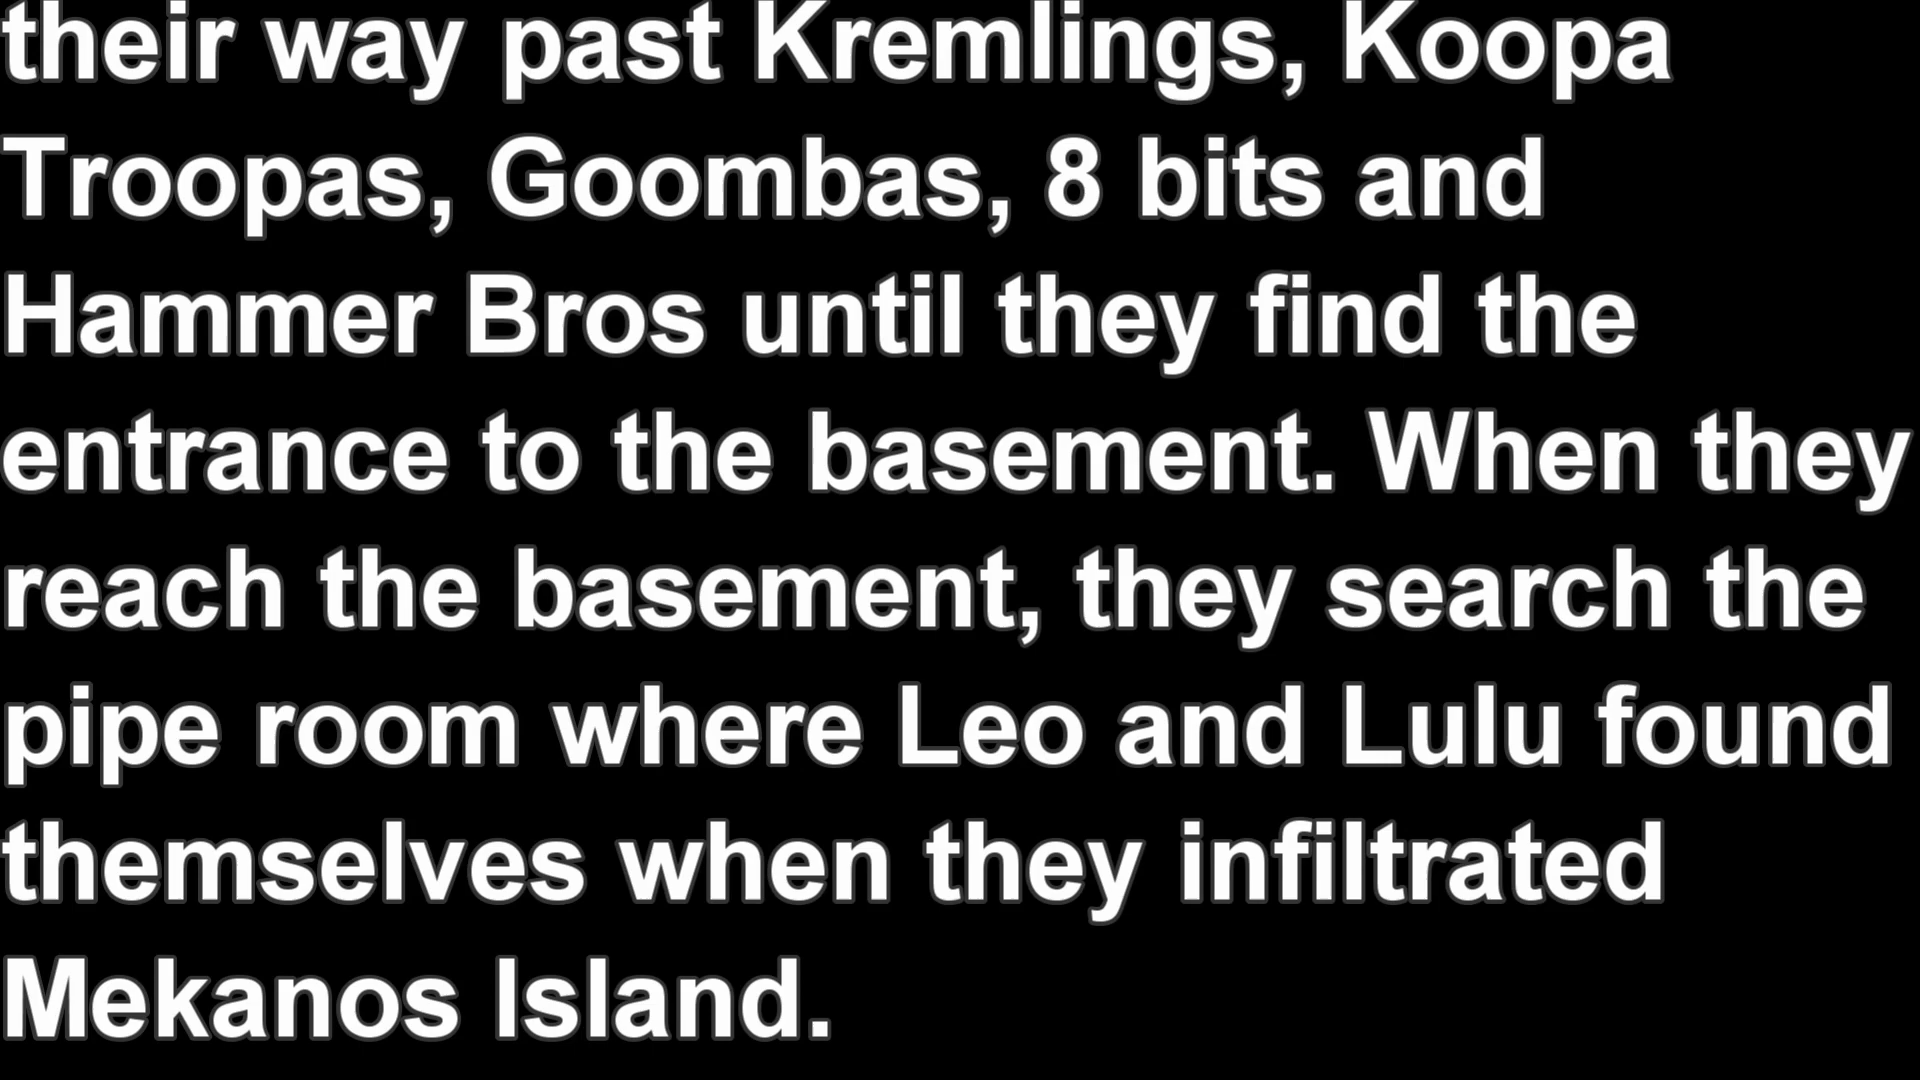 their way past Kremlings, Koopa
Troopas, Goombas, 8 bits and
Hammer Bros until they find the
entrance to the basement. When they
reach the basement, they search the
pipe room where Leo and Lulu found
themselves when they infiltrated
Mekanos Island.